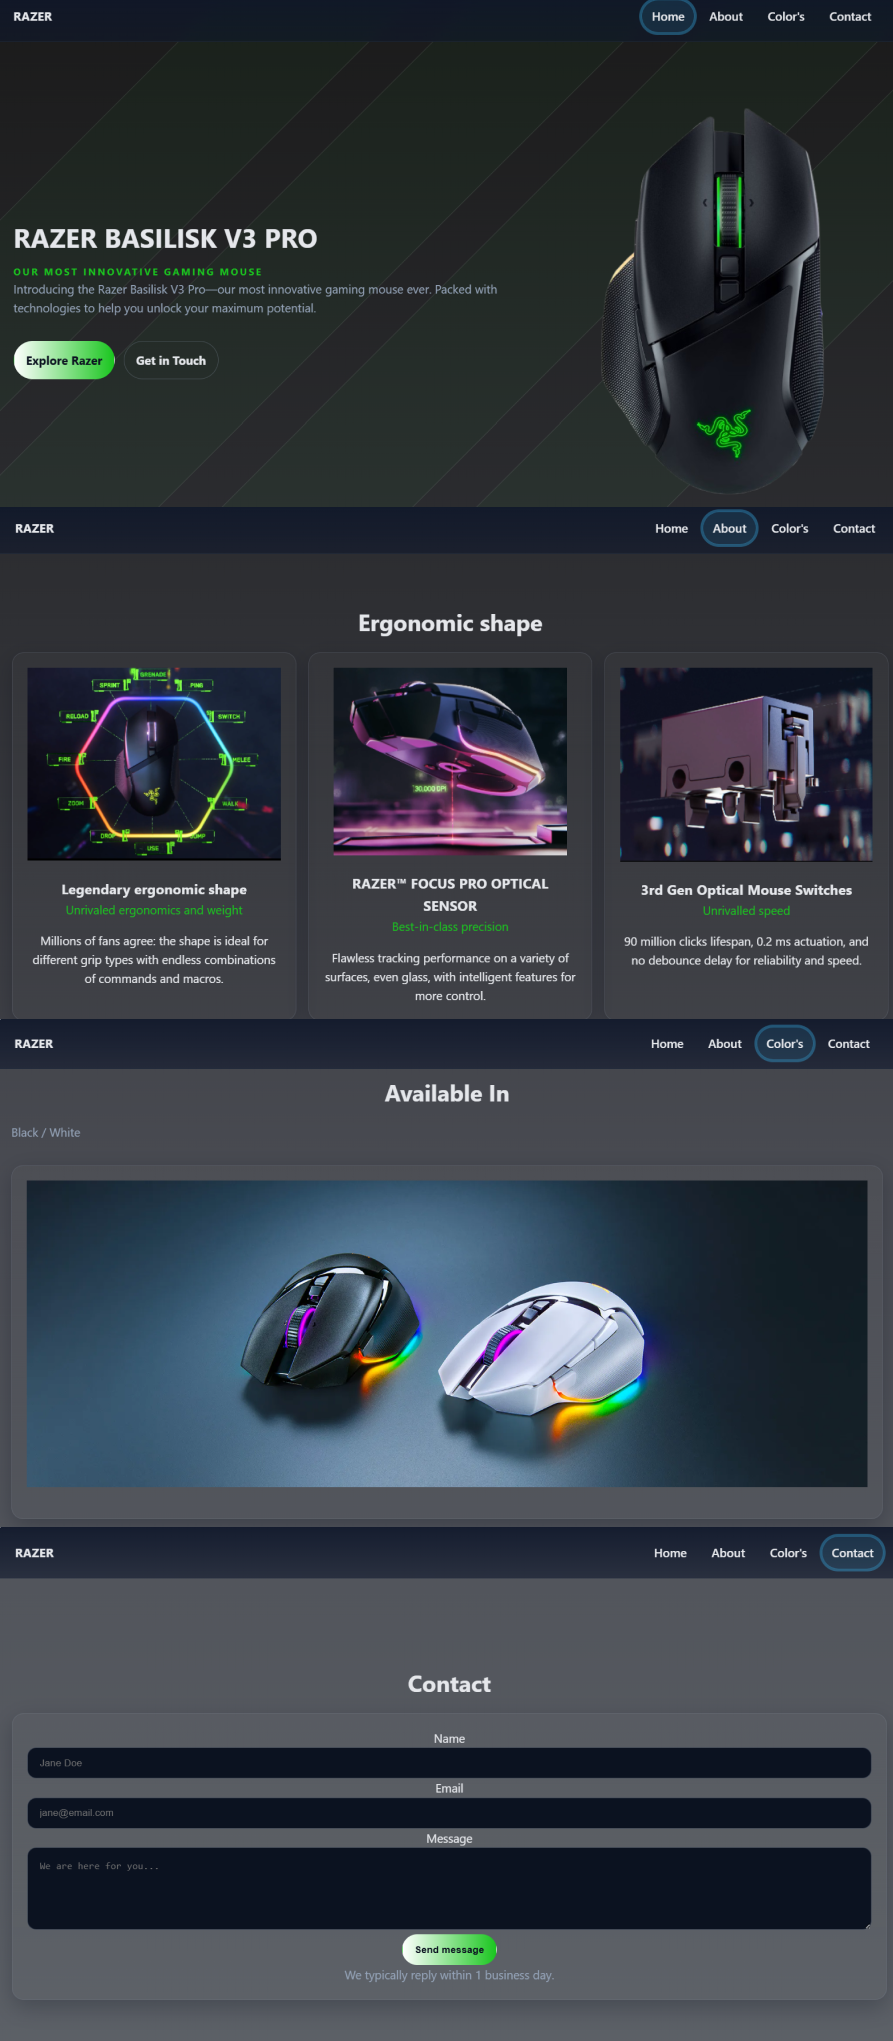 RAZER
Home About Color's Contact
RAZER BASILISK V3 PRO
OUR MOST INNOVATIVE GAMING MOUSE
Introducing the Razer Basilisk V3 Pro—our most innovative gaming mouse ever. Packed with
technologies to help you unlock your maximum potential.
Explore Razer Get in Touch
RAZER
Home About Color's Contact
Ergonomic shape
GRENADE
SPRINT
PING
RELOAD
SWITCH
FIRE
MELEE
ZOOM
WALK
DROP
JUMP
USE
Legendary ergonomic shape
Unrivaled ergonomics and weight
Millions of fans agree: the shape is ideal for
different grip types with endless combinations
of commands and macros.
30,000 DPI
RAZER™ FOCUS PRO OPTICAL
SENSOR
Best-in-class precision
Flawless tracking performance on a variety of
surfaces, even glass, with intelligent features for
more control.
3rd Gen Optical Mouse Switches
Unrivalled speed
90 million clicks lifespan, 0.2 ms actuation, and
no debounce delay for reliability and speed.
RAZER
Home About Color's Contact
Available In
Black / White
RAZER
Home About Color's Contact
Contact
Name
Jane Doe
Email
jane@email.com
Message
We are here for you...
Send message
We typically reply within 1 business day.